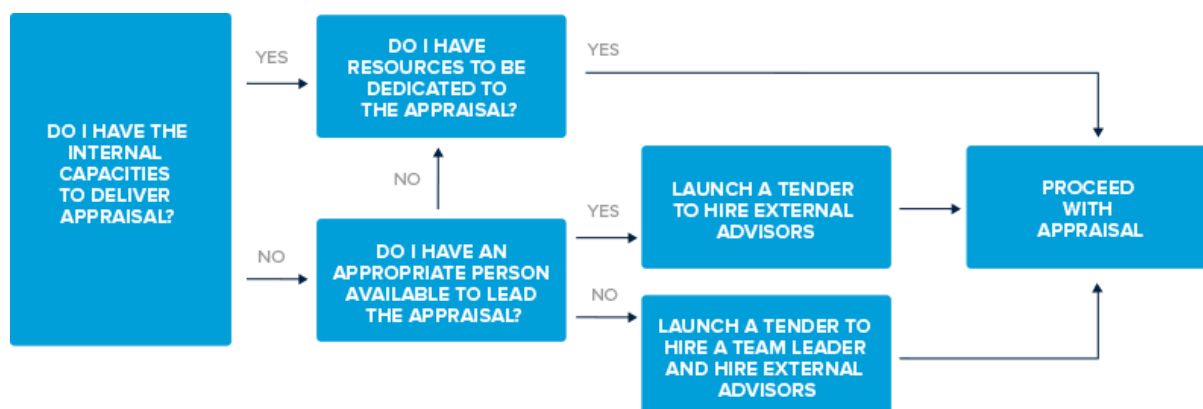 DO I HAVE THE
INTERNAL
CAPACITIES
TO DELIVER
APPRAISAL?
YES
DO I HAVE
RESOURCES TO BE
DEDICATED TO
THE APPRAISAL?
YES
NO
NO
DO I HAVE AN
APPROPRIATE PERSON
AVAILABLE TO LEAD
THE APPRAISAL?
YES
LAUNCH A TENDER
TO HIRE EXTERNAL
ADVISORS
NO
LAUNCH A TENDER TO
HIRE A TEAM LEADER
AND HIRE EXTERNAL
ADVISORS
PROCEED
WITH
APPRAISAL